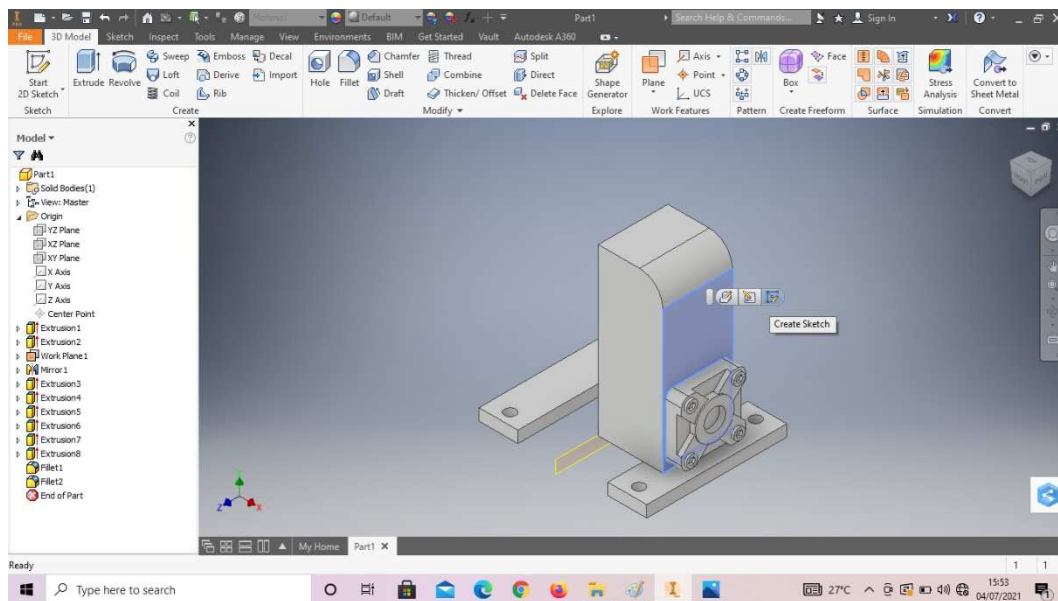 PRO
Material
Default
Part1
Search Help & Commands...
Sign In
File 3D Model Sketch Inspect Tools Manage View Environments BIM Get Started Vault Autodesk A360
Start 2D Sketch
Extrude
Revolve
Sweep
Loft
Coil
Emboss
Derive
Rib
Decal
Import
Hole
Fillet
Chamfer
Shell
Draft
Thread
Combine
Thicken/ Offset
Split
Direct
Delete Face
Shape Generator
Plane
Axis
Point
UCS
Box
Face
Stress Analysis
Convert to Sheet Metal
Sketch Create Modify Explore Work Features Pattern Create Freeform Surface Simulation Convert
Model
Part1
Solid Bodies(1)
View: Master
Origin
YZ Plane
XZ Plane
XY Plane
X Axis
Y Axis
Z Axis
Center Point
Extrusion1
Extrusion2
Work Plane1
Mirror1
Extrusion3
Extrusion4
Extrusion5
Extrusion6
Extrusion7
Extrusion8
Fillet1
Fillet2
End of Part
Create Sketch
Z X
My Home Part1
Ready 1 1
Type here to search
27°C
15:53
04/07/2021